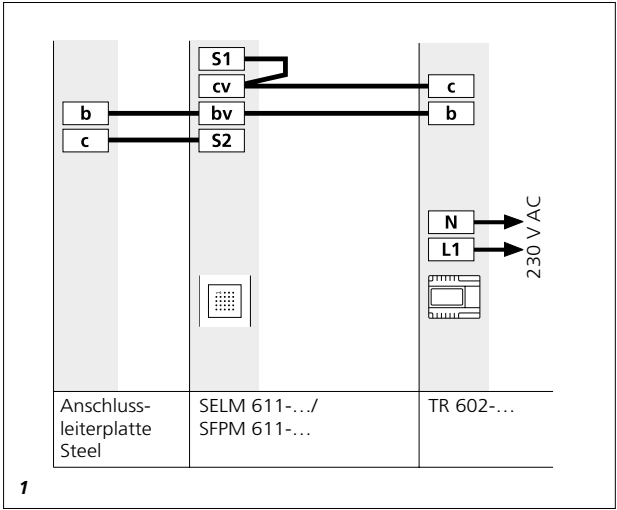 S1
cv
c
b
bv
b
c
S2
N
L1
230 V AC
Anschluss-
leiterplatte
Steel
SELM 611-…/
SFPM 611-…
TR 602-…
1